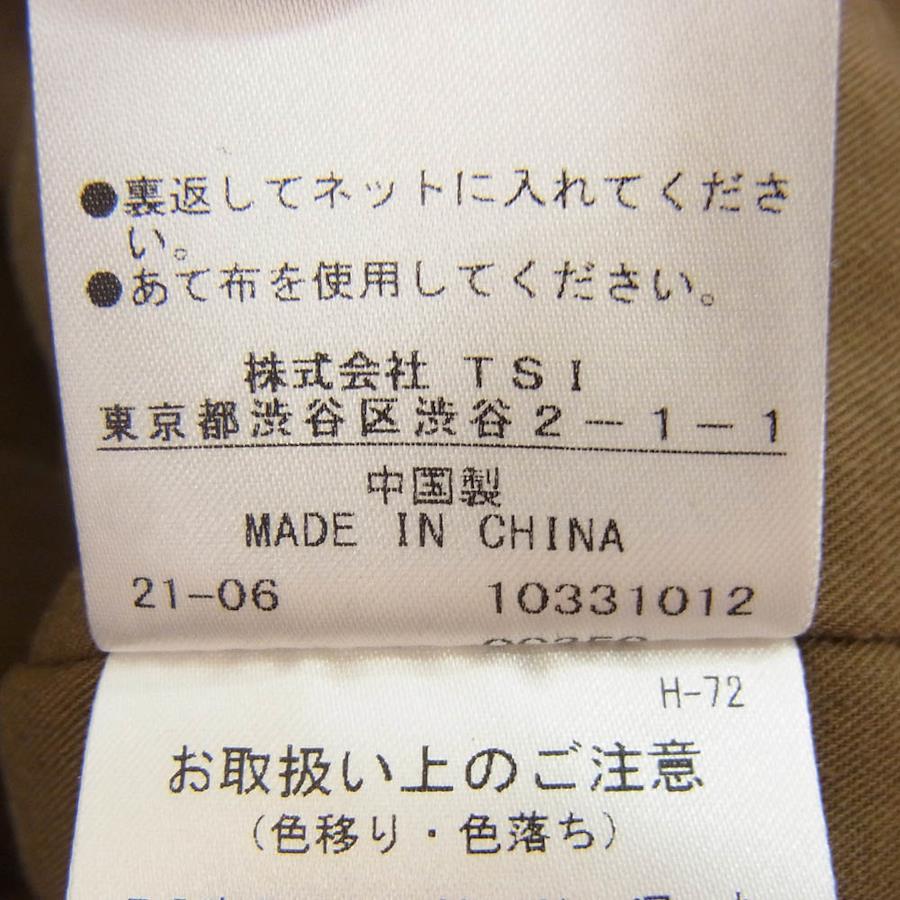 ●裏返してネットに入れてくださ
い。
●あて布を使用してください。
株式会社 TSI
東京都渋谷区渋谷2-1-1
中国製
MADE IN CHINA
21-06 10331012
H-72
お取扱い上のご注意
(色移り・色落ち)